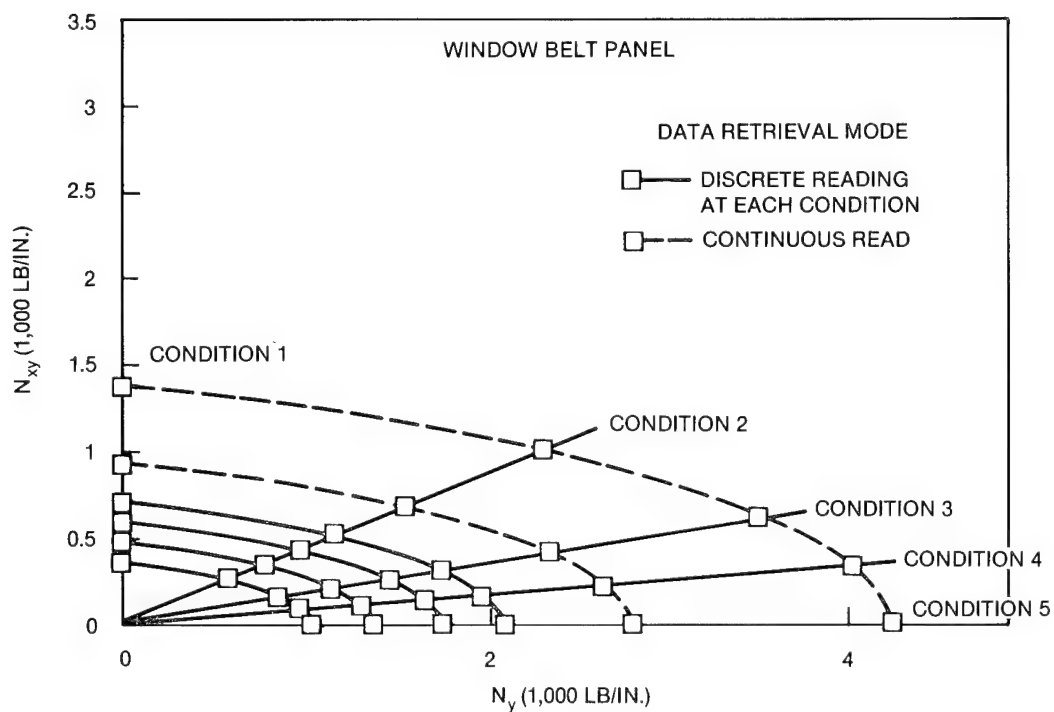 WINDOW BELT PANEL
DATA RETRIEVAL MODE
DISCRETE READING
AT EACH CONDITION
CONTINUOUS READ
3.5
3
2.5
2
1.5
1
0.5
0
N_xy (1,000 LB/IN.)
CONDITION 1
CONDITION 2
CONDITION 3
CONDITION 4
CONDITION 5
0
2
4
N_y (1,000 LB/IN.)